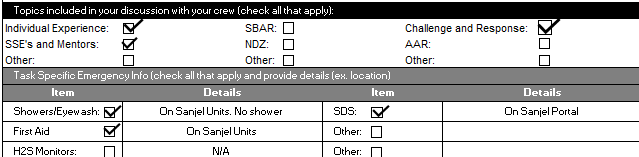 Topics included in your discussion with your crew (check all that apply):
Individual Experience: SBAR: Challenge and Response:
SSE's and Mentors: NDZ: AAR:
Other: Other: Other:
Task Specific Emergency Info (check all that apply and provide details (ex. location)
Item Details Item Details
Showers/Eyewash: On Sanjel Units. No shower SDS: On Sanjel Portal
First Aid On Sanjel Units Other:
H2S Monitors: N/A Other: